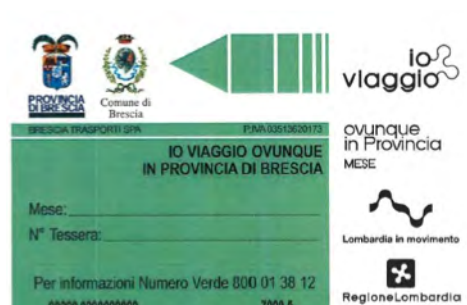 PROVINCIA
DI BRESCIA
Comune di
Brescia
BRESCIA TRASPORTI SPA P.IVA 03513620173
IO VIAGGIO OVUNQUE
IN PROVINCIA DI BRESCIA
Mese:
N° Tessera:
Per informazioni Numero Verde 800 01 38 12
io
viaggio
ovunque
in Provincia
MESE
Lombardia in movimento
RegioneLombardia